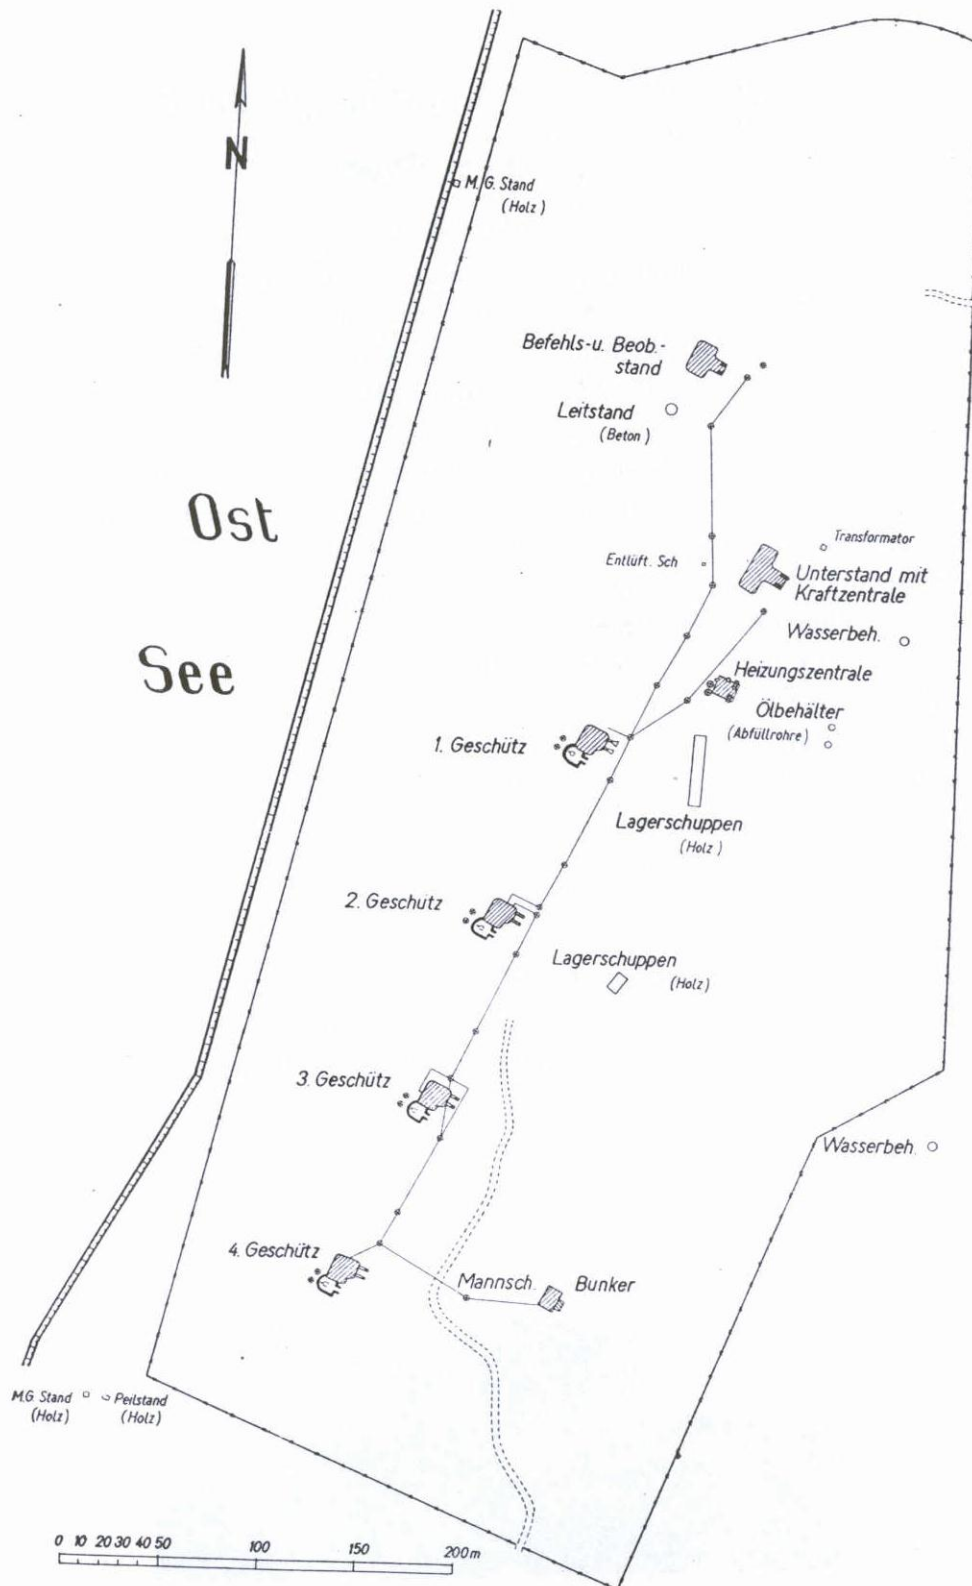 N
M. G. Stand
(Holz)
Befehls-u. Beob.-
stand
Leitstand
(Beton)
Ost
See
Transformator
Entlüft. Sch
Unterstand mit
Kraftzentrale
Wasserbeh.
Heizungszentrale
Ölbehälter
(Abfüllrohre)
1. Geschütz
Lagerschuppen
(Holz)
2. Geschütz
Lagerschuppen
(Holz)
3. Geschütz
Wasserbeh.
4. Geschütz
Mannsch. Bunker
M.G. Stand
(Holz)
Peilstand
(Holz)
0 10 20 30 40 50 100 150 200 m